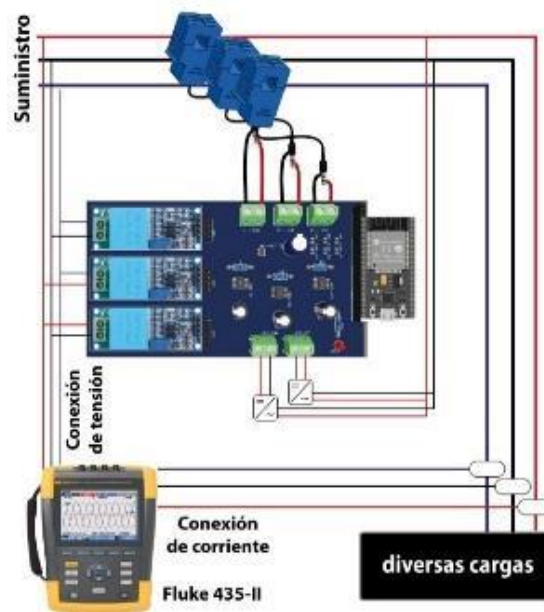 Suministro
Conexión
de tensión
Conexión
de corriente
Fluke 435-II
diversas cargas